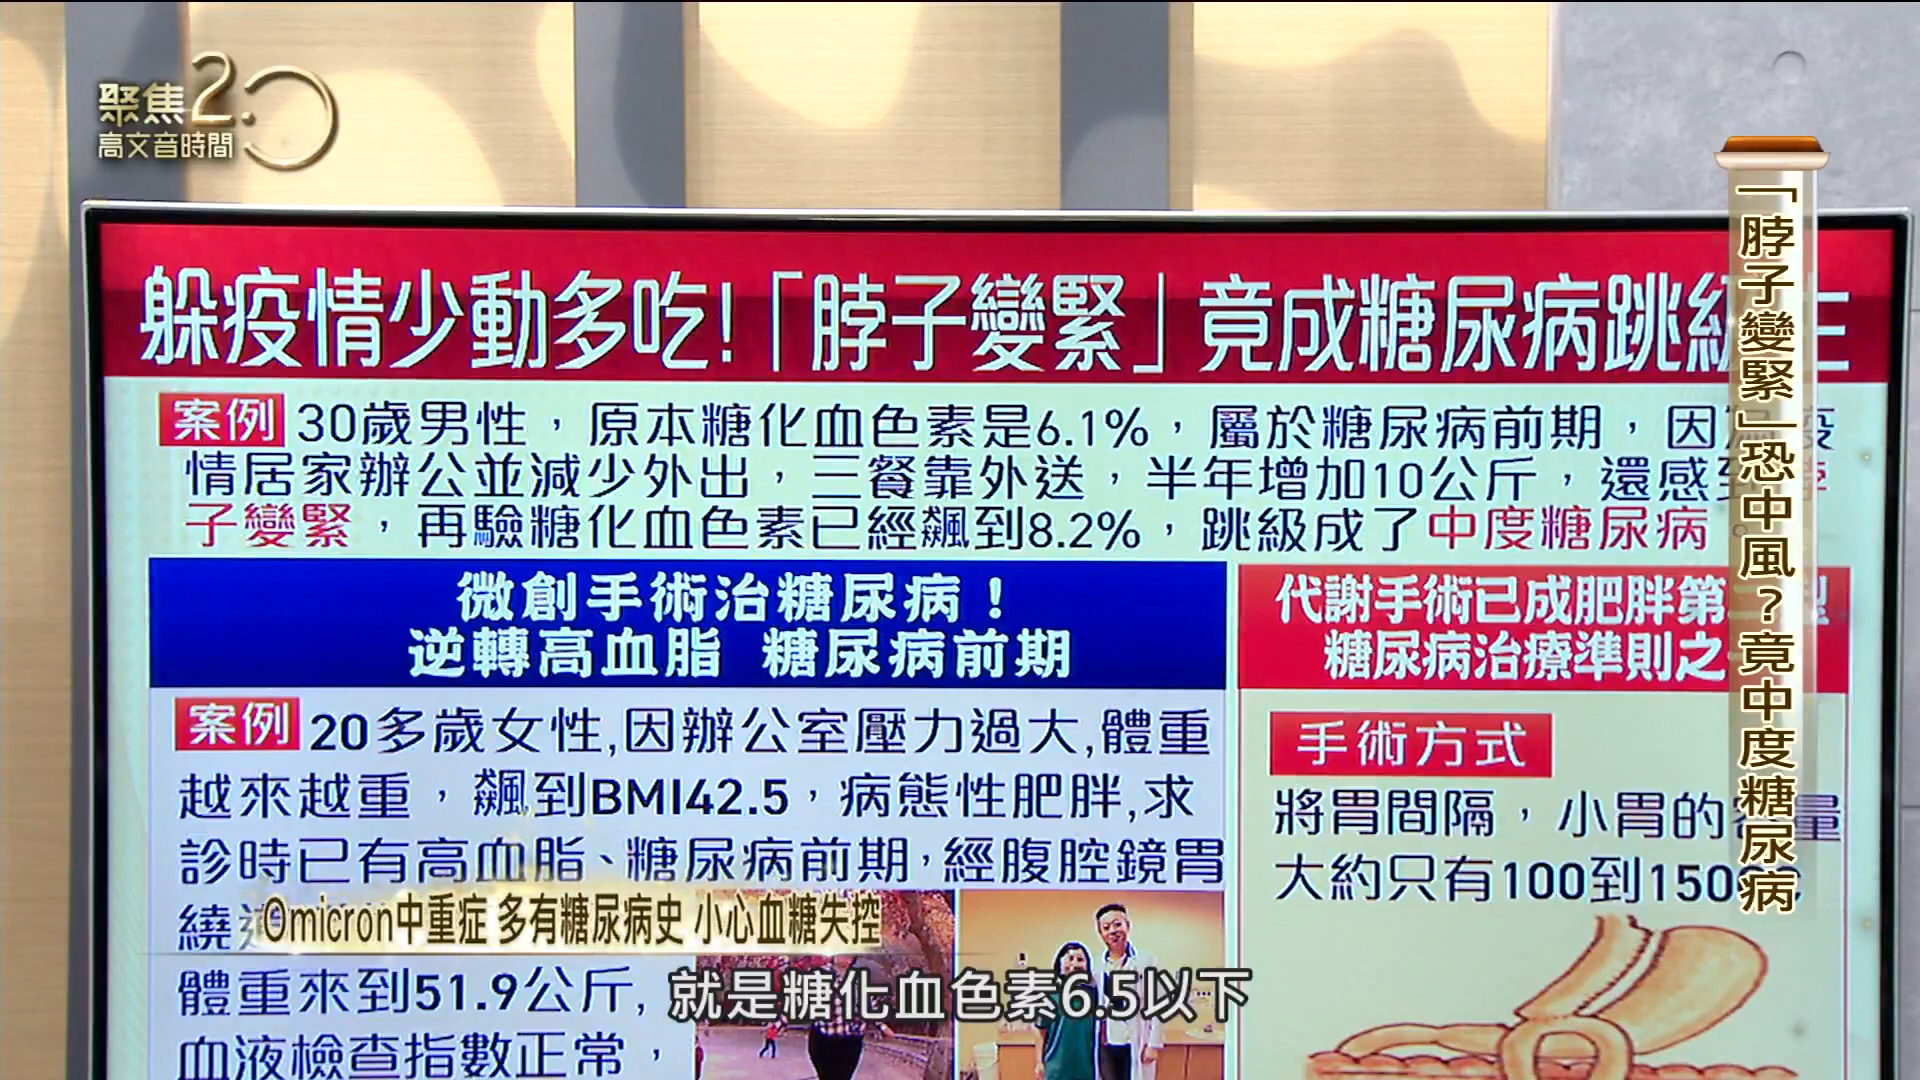 聚焦2.0
高文音時間
躲疫情少動多吃!「脖子變緊」竟成糖尿病跳級生
案例 30歲男性，原本糖化血色素是6.1%，屬於糖尿病前期，因
情居家辦公並減少外出，三餐靠外送，半年增加10公斤，還感到
子變緊，再驗糖化血色素已經飆到8.2%，跳級成了中度糖尿病。
微創手術治糖尿病！
逆轉高血脂 糖尿病前期
案例 20多歲女性,因辦公室壓力過大,體重
越來越重，飆到BMI42.5，病態性肥胖,求
診時已有高血脂、糖尿病前期,經腹腔鏡胃
繞
體重來到51.9公斤,
血液檢查指數正常，
代謝手術已成肥胖第二型
糖尿病治療準則之
手術方式
將胃間隔，小胃的容量
大約只有100到150
「脖子變緊」恐中風？竟中度糖尿病
Omicron中重症 多有糖尿病史 小心血糖失控
就是糖化血色素6.5以下